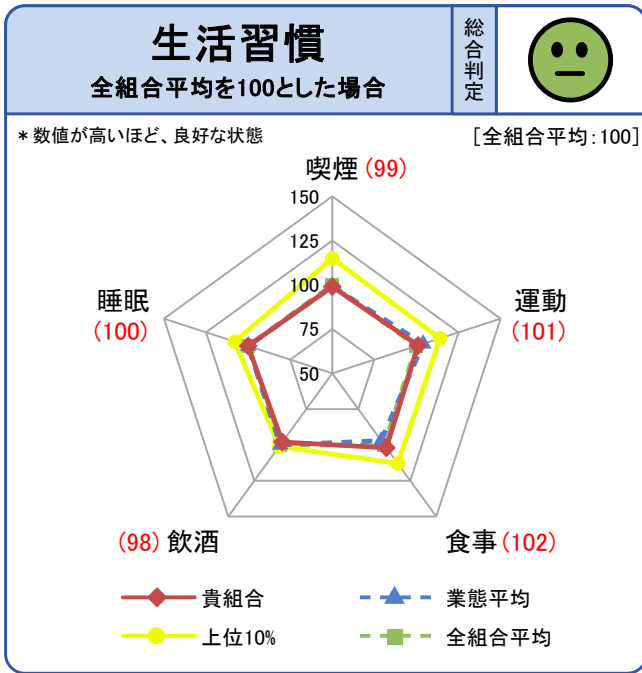 生活習慣
全組合平均を100とした場合
総合判定
*数値が高いほど、良好な状態
[全組合平均:100]
喫煙(99)
150
125
100
75
50
睡眠
(100)
運動
(101)
(98)飲酒
食事(102)
貴組合
業態平均
上位10%
全組合平均